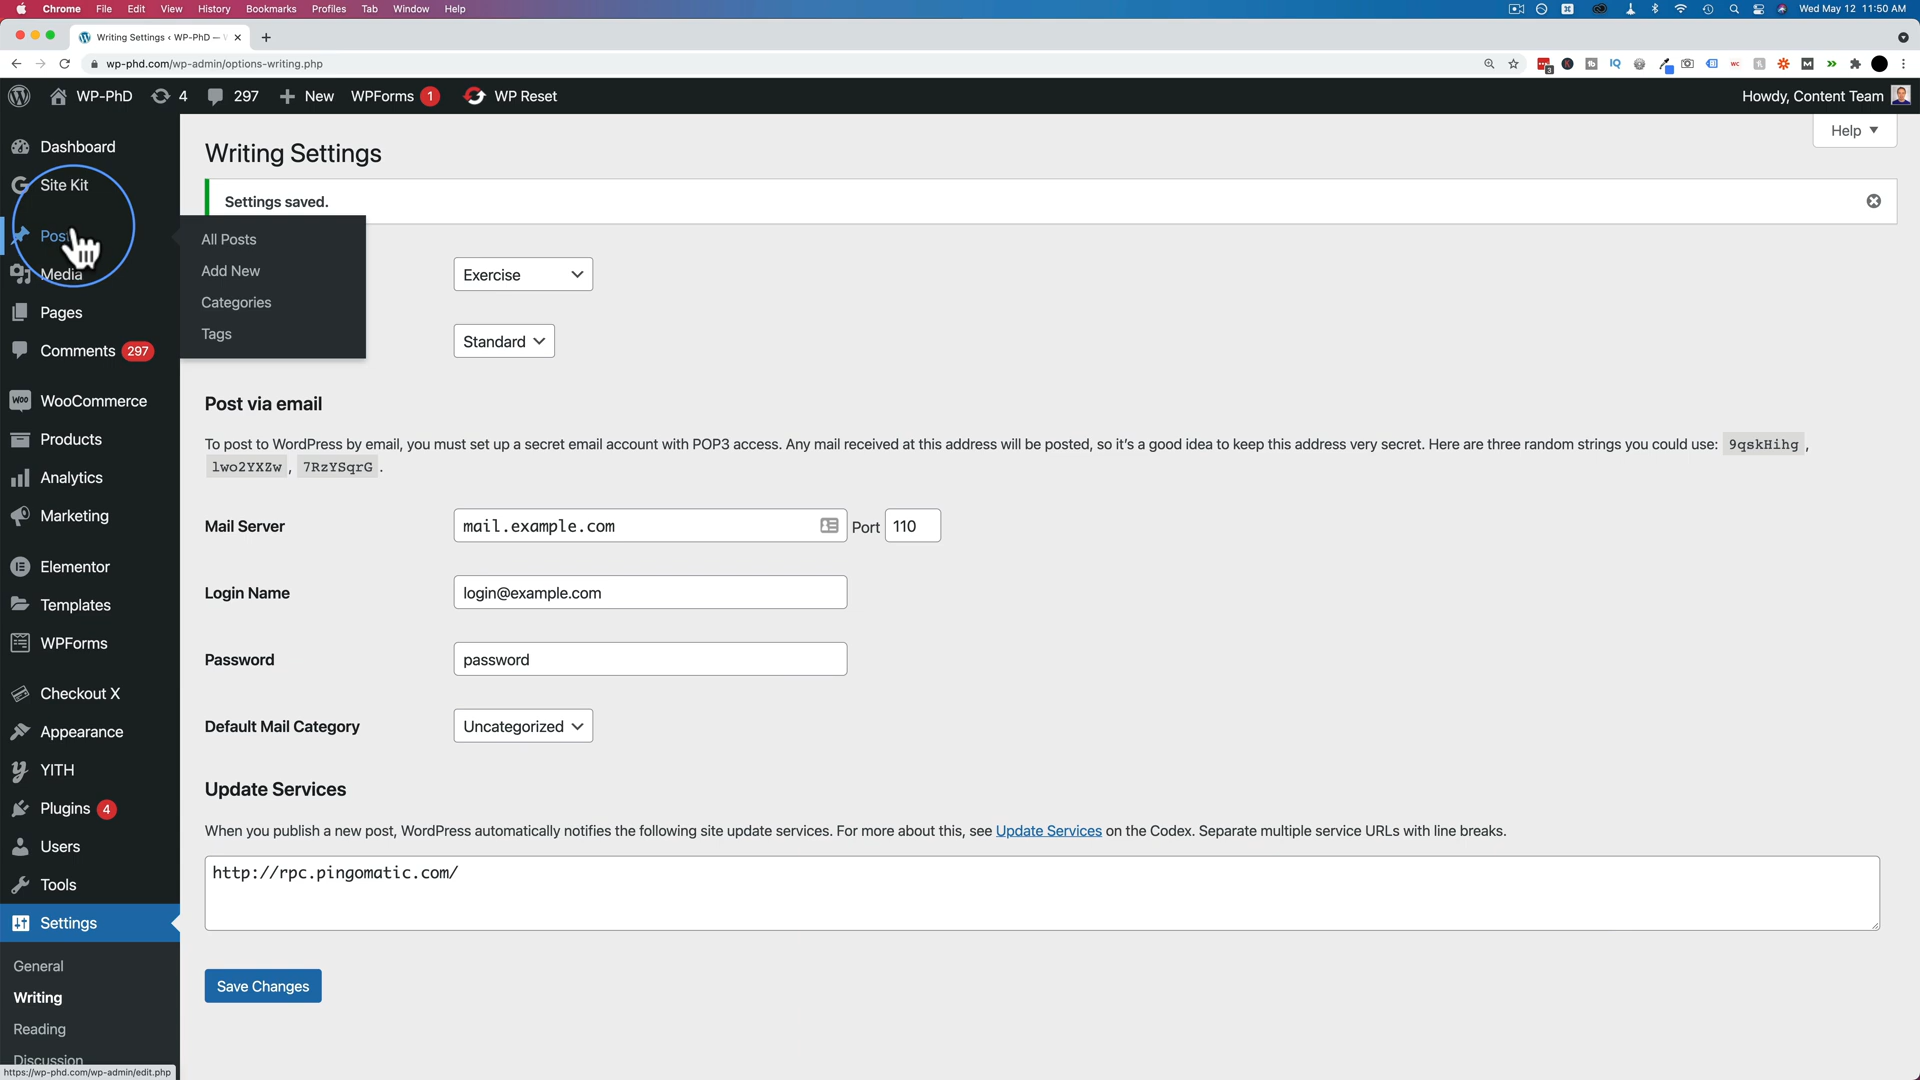 Chrome File Edit View History Bookmarks Profiles Tab Window Help Wed May 12 11:50 AM
Writing Settings ‹ WP-PhD —
wp-phd.com/wp-admin/options-writing.php
WP-PhD 4 297 New WPForms 1 WP Reset Howdy, Content Team
Help
Dashboard
Site Kit
Media
Pages
Comments 297
WooCommerce
Products
Analytics
Marketing
Elementor
Templates
WPForms
Checkout X
Appearance
YITH
Plugins 4
Users
Tools
Settings
General
Writing
Reading
Discussion
https://wp-phd.com/wp-admin/edit.php
All Posts
Add New
Categories
Tags
Writing Settings
Settings saved.
Exercise
Standard
Post via email
To post to WordPress by email, you must set up a secret email account with POP3 access. Any mail received at this address will be posted, so it's a good idea to keep this address very secret. Here are three random strings you could use: 9qskHihg ,
lwo2YXZw , 7RzYSqrG .
Mail Server mail.example.com Port 110
Login Name login@example.com
Password password
Default Mail Category Uncategorized
Update Services
When you publish a new post, WordPress automatically notifies the following site update services. For more about this, see Update Services on the Codex. Separate multiple service URLs with line breaks.
http://rpc.pingomatic.com/
Save Changes